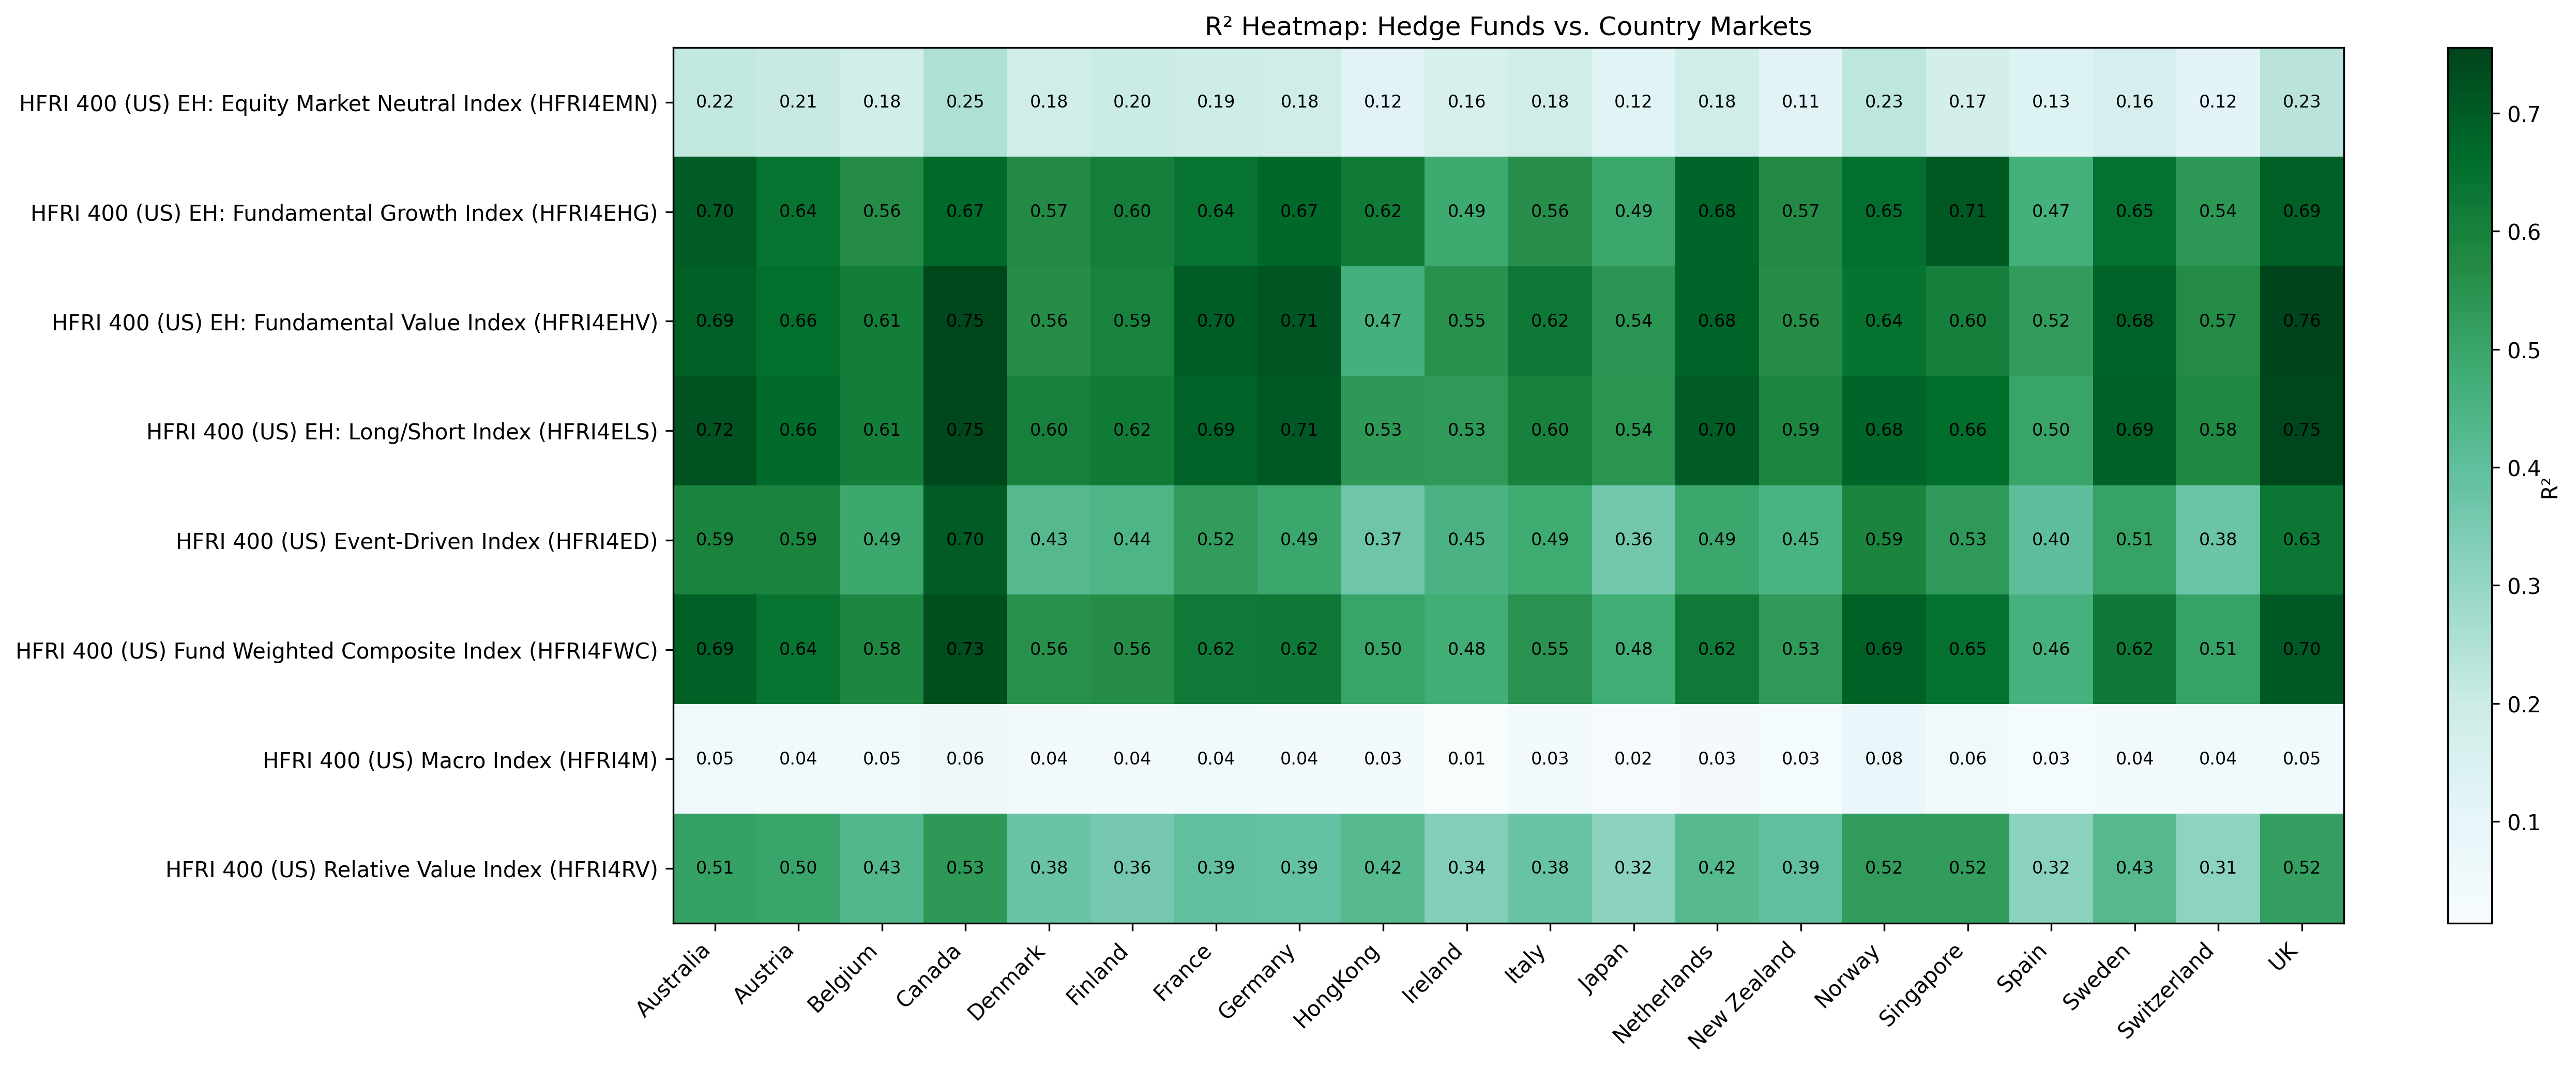 R² Heatmap: Hedge Funds vs. Country Markets
HFRI 400 (US) EH: Equity Market Neutral Index (HFRI4EMN) 0.22 0.21 0.18 0.25 0.18 0.20 0.19 0.18 0.12 0.16 0.18 0.12 0.18 0.11 0.23 0.17 0.13 0.16 0.12 0.23
HFRI 400 (US) EH: Fundamental Growth Index (HFRI4EHG) 0.70 0.64 0.56 0.67 0.57 0.60 0.64 0.67 0.62 0.49 0.56 0.49 0.68 0.57 0.65 0.71 0.47 0.65 0.54 0.69
HFRI 400 (US) EH: Fundamental Value Index (HFRI4EHV) 0.69 0.66 0.61 0.75 0.56 0.59 0.70 0.71 0.47 0.55 0.62 0.54 0.68 0.56 0.64 0.60 0.52 0.68 0.57 0.76
HFRI 400 (US) EH: Long/Short Index (HFRI4ELS) 0.72 0.66 0.61 0.75 0.60 0.62 0.69 0.71 0.53 0.53 0.60 0.54 0.70 0.59 0.68 0.66 0.50 0.69 0.58 0.75
HFRI 400 (US) Event-Driven Index (HFRI4ED) 0.59 0.59 0.49 0.70 0.43 0.44 0.52 0.49 0.37 0.45 0.49 0.36 0.49 0.45 0.59 0.53 0.40 0.51 0.38 0.63
HFRI 400 (US) Fund Weighted Composite Index (HFRI4FWC) 0.69 0.64 0.58 0.73 0.56 0.56 0.62 0.62 0.50 0.48 0.55 0.48 0.62 0.53 0.69 0.65 0.46 0.62 0.51 0.70
HFRI 400 (US) Macro Index (HFRI4M) 0.05 0.04 0.05 0.06 0.04 0.04 0.04 0.04 0.03 0.01 0.03 0.02 0.03 0.03 0.08 0.06 0.03 0.04 0.04 0.05
HFRI 400 (US) Relative Value Index (HFRI4RV) 0.51 0.50 0.43 0.53 0.38 0.36 0.39 0.39 0.42 0.34 0.38 0.32 0.42 0.39 0.52 0.52 0.32 0.43 0.31 0.52
Australia Austria Belgium Canada Denmark Finland France Germany HongKong Ireland Italy Japan Netherlands New Zealand Norway Singapore Spain Sweden Switzerland UK
0.7
0.6
0.5
0.4
0.3
0.2
0.1
R²